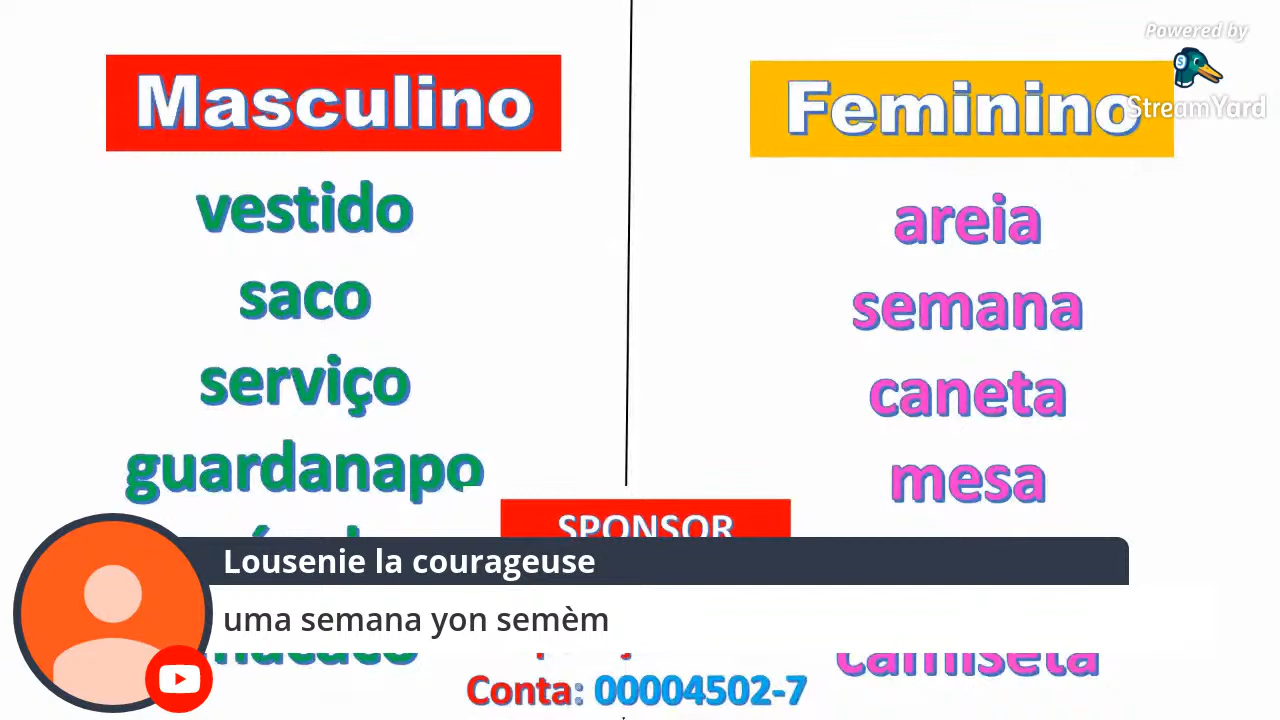 Powered by
StreamYard
Masculino
Feminino
vestido
areia
saco
semana
serviço
caneta
guardanapo
mesa
SPONSOR
Lousenie la courageuse
uma semana yon semèm
camiseta
Conta: 00004502-7